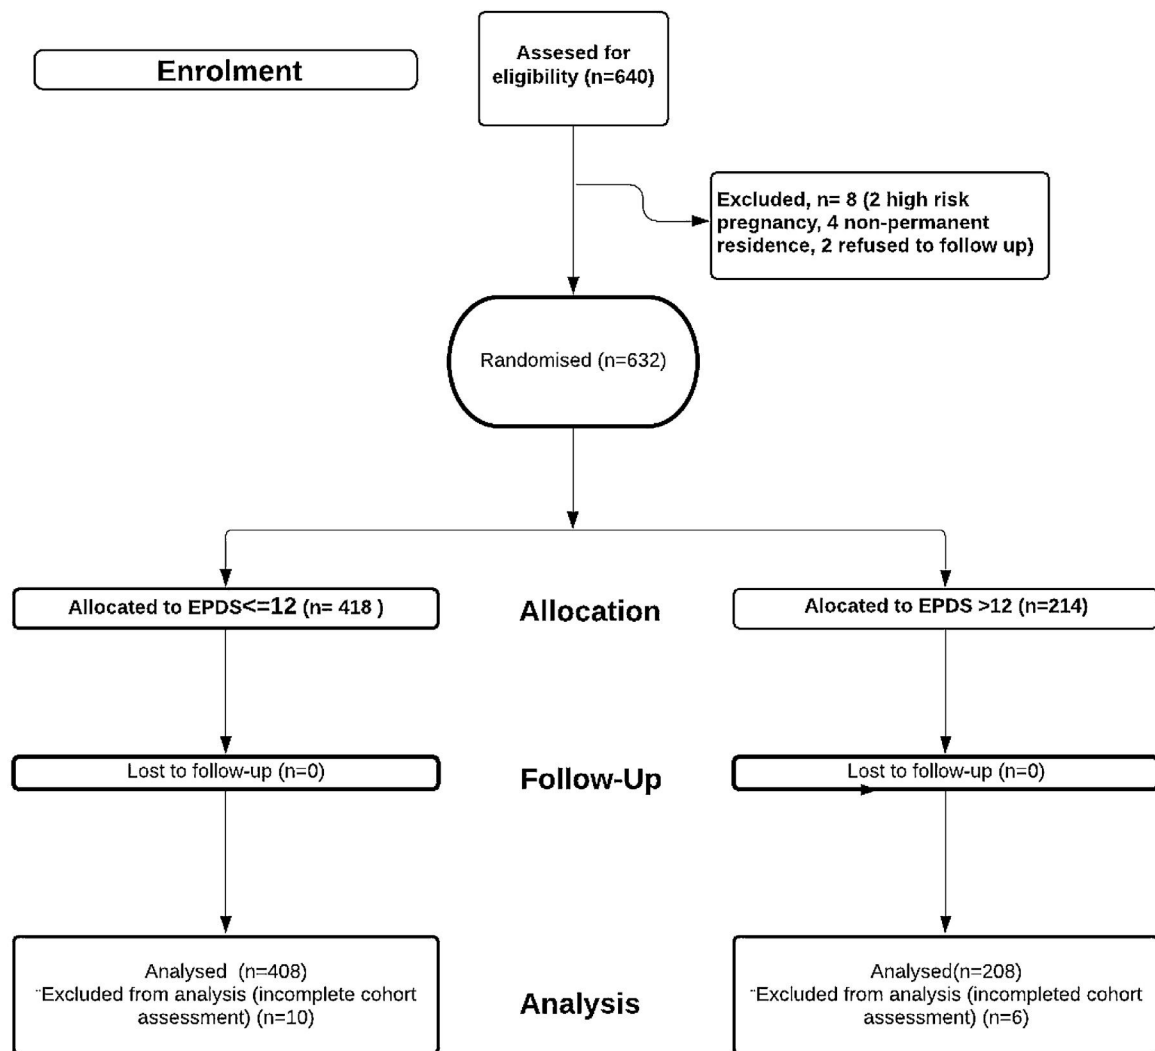 Enrolment
Assesed for
eligibility (n=640)
Excluded, n= 8 (2 high risk
pregnancy, 4 non-permanent
residence, 2 refused to follow up)
Randomised (n=632)
Allocated to EPDS<=12 (n= 418 )
Allocation
Alocated to EPDS >12 (n=214)
Lost to follow-up (n=0)
Follow-Up
Lost to follow-up (n=0)
Analysed  (n=408)
¨Excluded from analysis (incomplete cohort
assessment) (n=10)
Analysis
Analysed(n=208)
¨Excluded from analysis (incompleted cohort
assessment) (n=6)